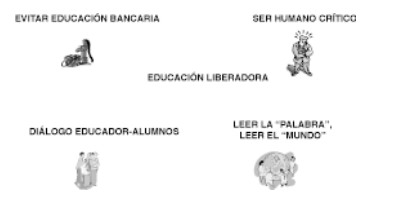 EVITAR EDUCACIÓN BANCARIA
SER HUMANO CRÍTICO
EDUCACIÓN LIBERADORA
DIÁLOGO EDUCADOR-ALUMNOS
LEER LA "PALABRA",
LEER EL "MUNDO"